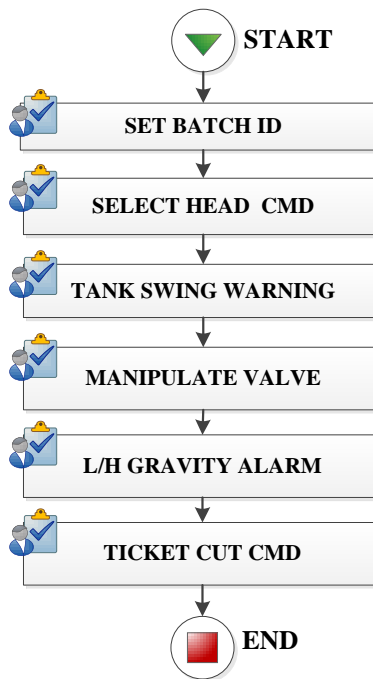 START
SET BATCH ID
SELECT HEAD CMD
TANK SWING WARNING
MANIPULATE VALVE
L/H GRAVITY ALARM
TICKET CUT CMD
END